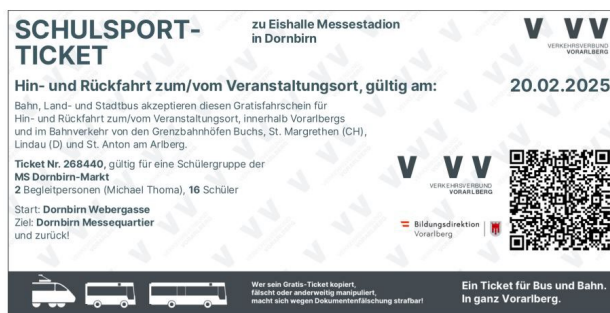 SCHULSPORT-
TICKET
zu Eishalle Messestadion
in Dornbirn
V VV
VERKEHRSVERBUND
VORARLBERG
Hin- und Rückfahrt zum/vom Veranstaltungsort, gültig am:
20.02.2025
Bahn, Land- und Stadtbus akzeptieren diesen Gratisfahrschein für
Hin- und Rückfahrt zum/vom Veranstaltungsort, innerhalb Vorarlbergs
und im Bahnverkehr von den Grenzbahnhöfen Buchs, St. Margrethen (CH),
Lindau (D) und St. Anton am Arlberg.
Ticket Nr. 268440, gültig für eine Schülergruppe der
MS Dornbirn-Markt
2 Begleitpersonen (Michael Thoma), 16 Schüler
Start: Dornbirn Webergasse
Ziel: Dornbirn Messequartier
und zurück!
V VV
VERKEHRSVERBUND
VORARLBERG
Bildungsdirektion
Vorarlberg
Wer sein Gratis-Ticket kopiert,
fälscht oder anderweitig manipuliert,
macht sich wegen Dokumentenfälschung strafbar!
Ein Ticket für Bus und Bahn.
In ganz Vorarlberg.